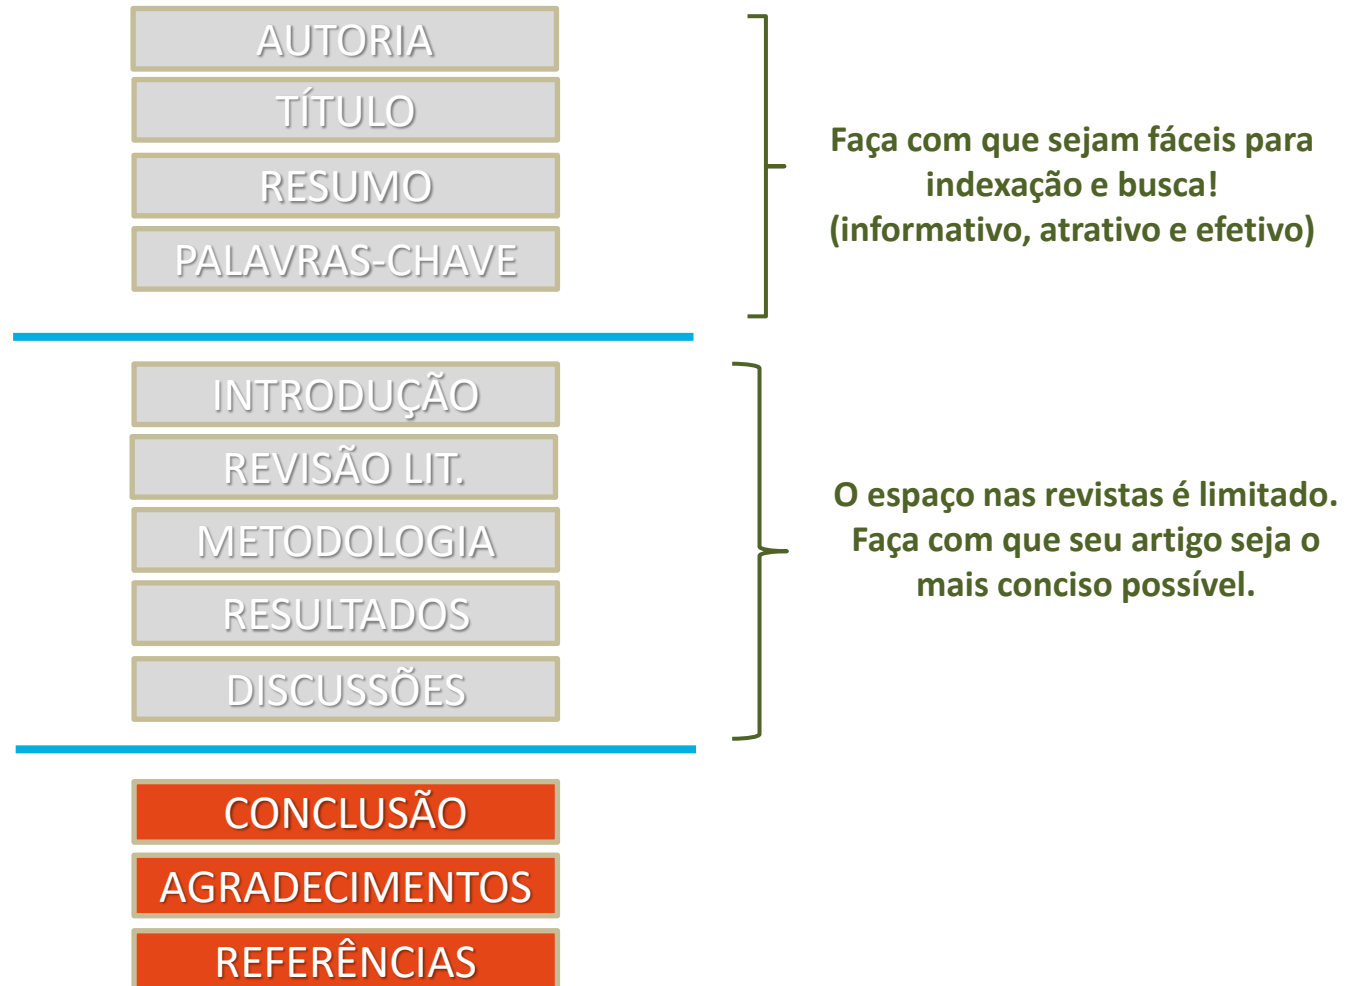 AUTORIA
TÍTULO
RESUMO
PALAVRAS-CHAVE
Faça com que sejam fáceis para
indexação e busca!
(informativo, atrativo e efetivo)
INTRODUÇÃO
REVISÃO LIT.
METODOLOGIA
RESULTADOS
DISCUSSÕES
O espaço nas revistas é limitado.
Faça com que seu artigo seja o
mais conciso possível.
CONCLUSÃO
AGRADECIMENTOS
REFERÊNCIAS